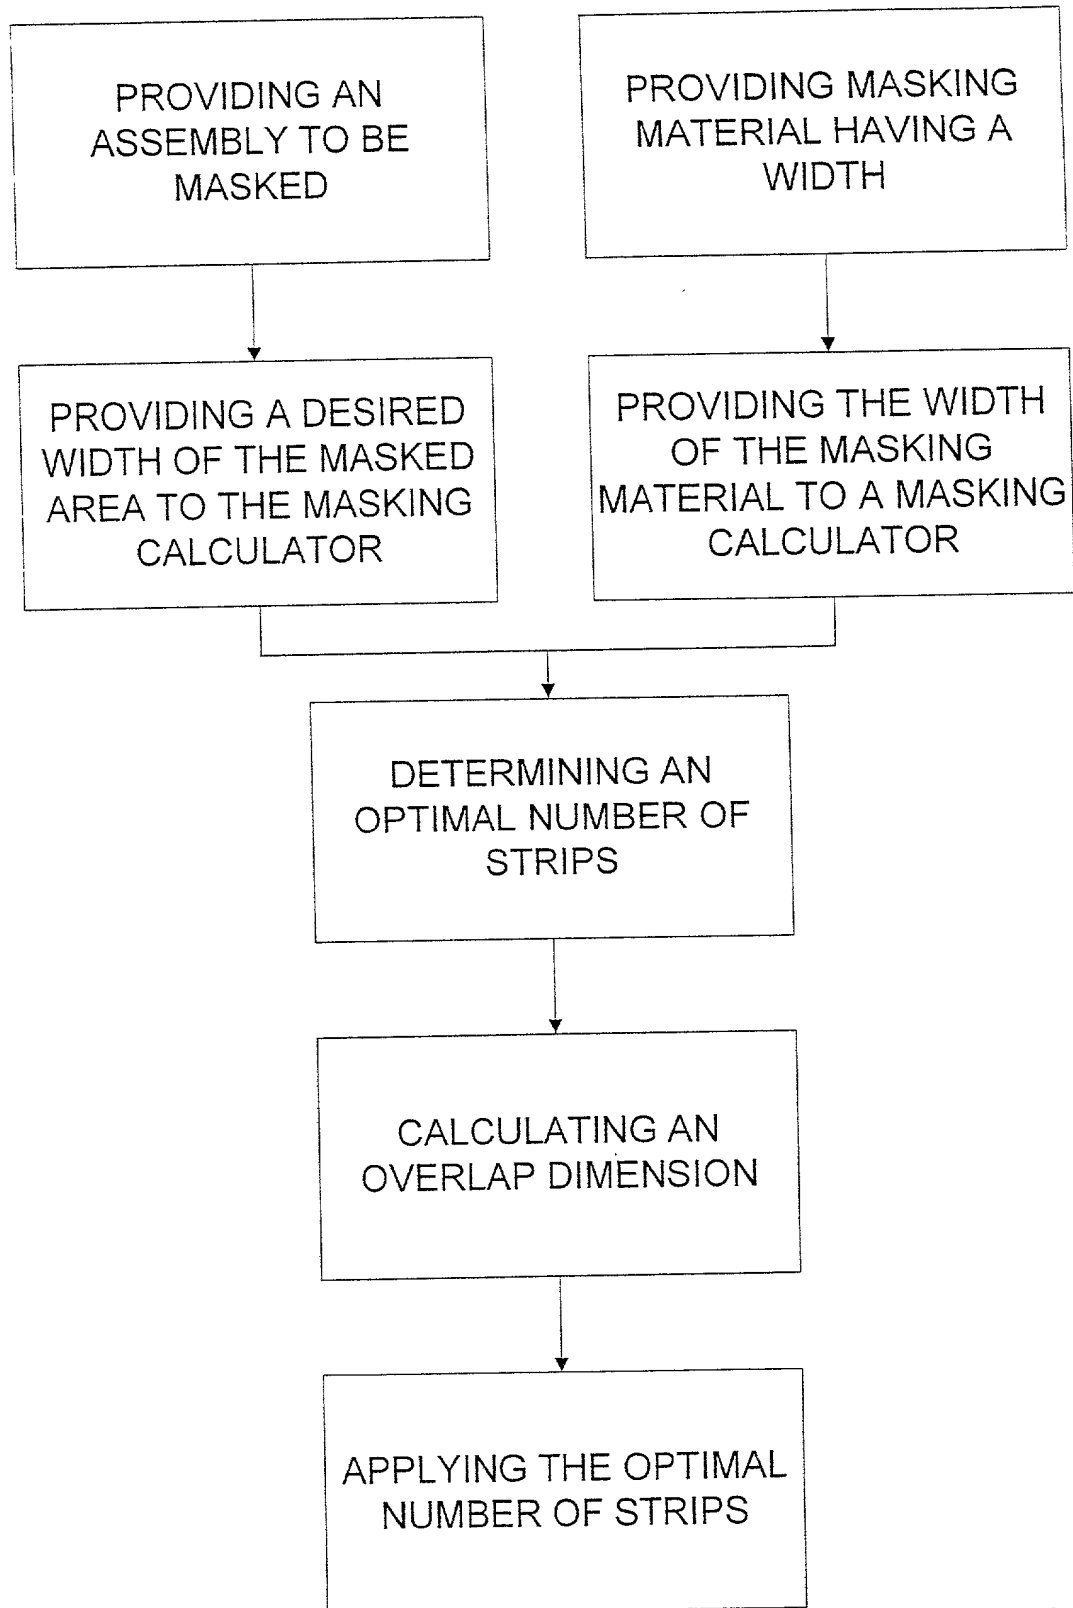 PROVIDING AN
ASSEMBLY TO BE
MASKED
PROVIDING MASKING
MATERIAL HAVING A
WIDTH
PROVIDING A DESIRED
WIDTH OF THE MASKED
AREA TO THE MASKING
CALCULATOR
PROVIDING THE WIDTH
OF THE MASKING
MATERIAL TO A MASKING
CALCULATOR
DETERMINING AN
OPTIMAL NUMBER OF
STRIPS
CALCULATING AN
OVERLAP DIMENSION
APPLYING THE OPTIMAL
NUMBER OF STRIPS